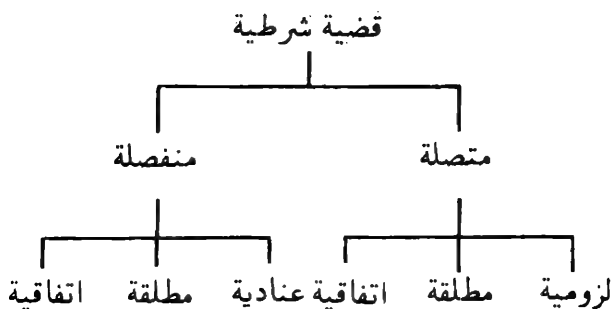 قضية شرطية
متصلة منفصلة
لزومية مطلقة اتفاقية عنادية مطلقة اتفاقية